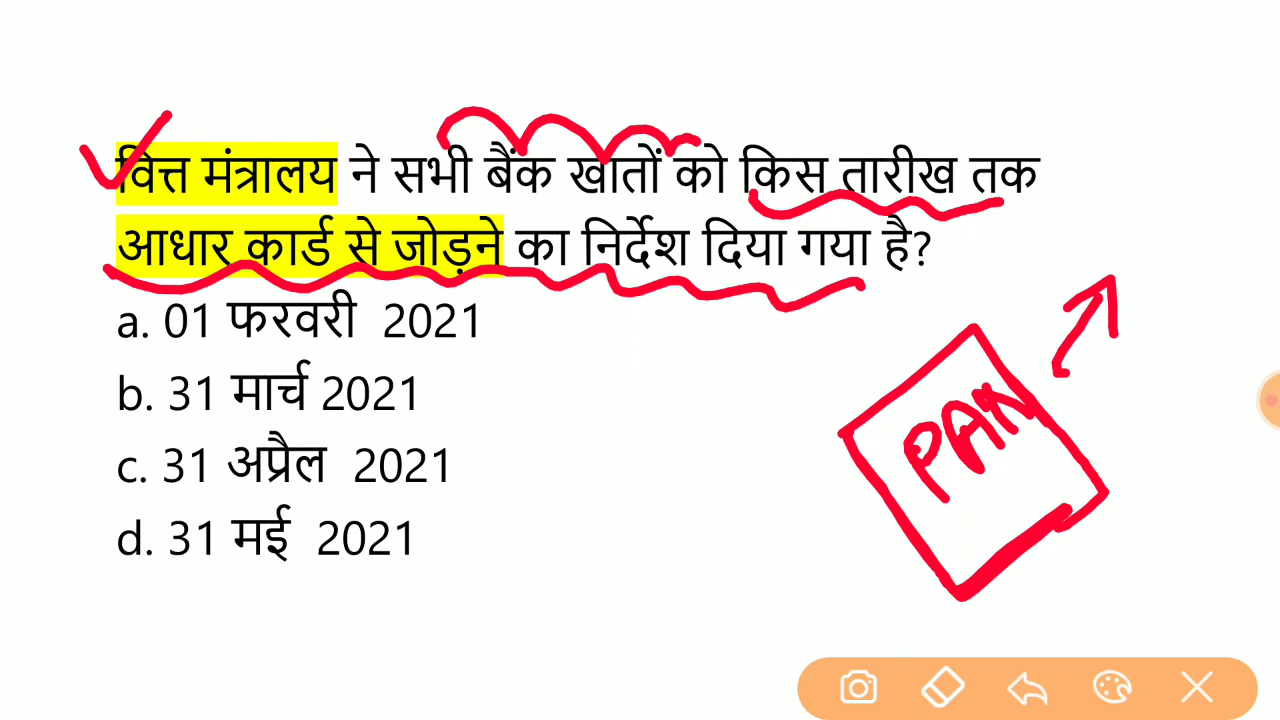 वित्त मंत्रालय ने सभी बैंक खातों को किस तारीख तक
आधार कार्ड से जोड़ने का निर्देश दिया गया है?
a. 01 फरवरी 2021
b. 31 मार्च 2021
c. 31 अप्रैल 2021
d. 31 मई 2021
PAN